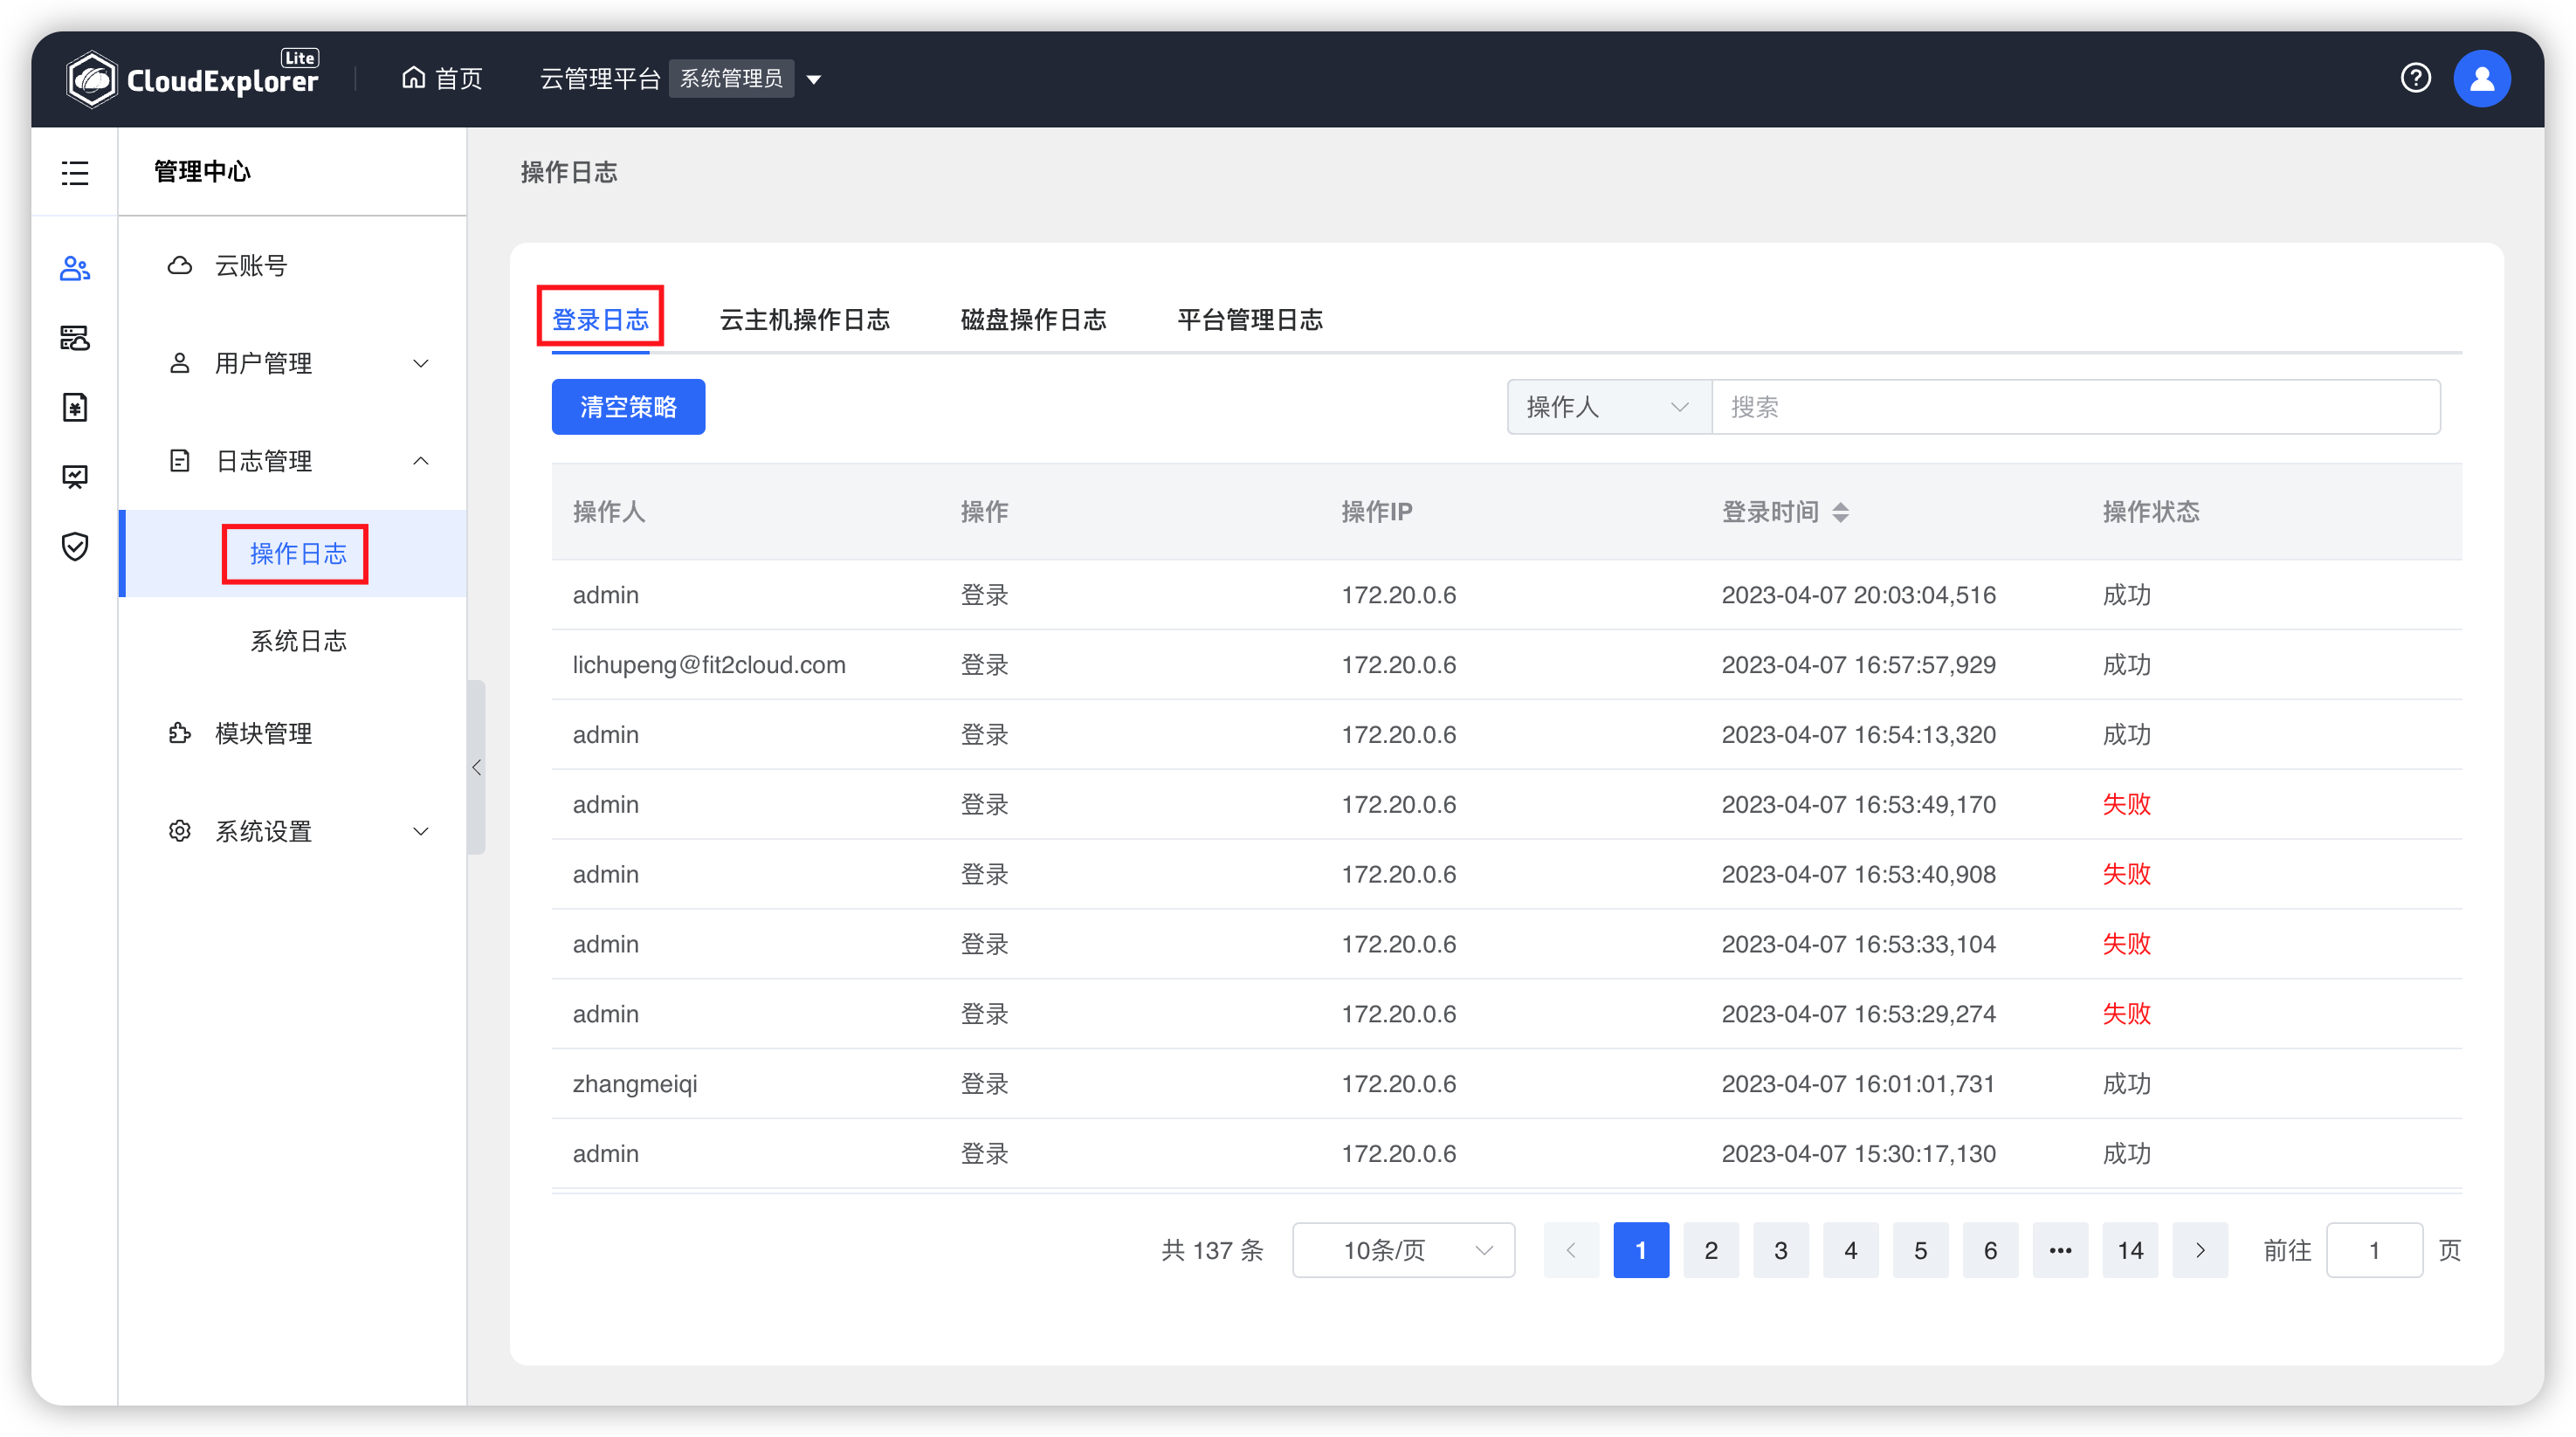 CloudExplorer Lite
首页
云管理平台 系统管理员
管理中心
云账号
用户管理
日志管理
操作日志
系统日志
模块管理
系统设置
操作日志
登录日志 云主机操作日志 磁盘操作日志 平台管理日志
清空策略 操作人 搜索
操作人 操作 操作IP 登录时间 操作状态
admin 登录 172.20.0.6 2023-04-07 20:03:04,516 成功
lichupeng@fit2cloud.com 登录 172.20.0.6 2023-04-07 16:57:57,929 成功
admin 登录 172.20.0.6 2023-04-07 16:54:13,320 成功
admin 登录 172.20.0.6 2023-04-07 16:53:49,170 失败
admin 登录 172.20.0.6 2023-04-07 16:53:40,908 失败
admin 登录 172.20.0.6 2023-04-07 16:53:33,104 失败
admin 登录 172.20.0.6 2023-04-07 16:53:29,274 失败
zhangmeiqi 登录 172.20.0.6 2023-04-07 16:01:01,731 成功
admin 登录 172.20.0.6 2023-04-07 15:30:17,130 成功
共 137 条 10条/页 1 2 3 4 5 6 ••• 14 前往 1 页